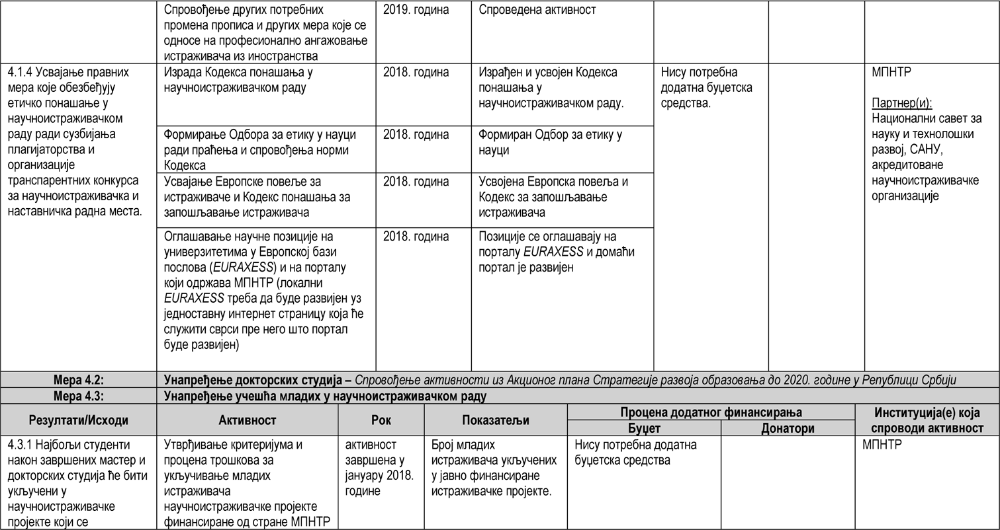 Спровођење других потребних
промена прописа и других мера које се
односе на професионално ангажовање
истраживача из иностранства
2019. година
Спроведена активност
4.1.4 Усвајање правних
мера које обезбеђују
етичко понашање у
научноистраживачком
раду ради сузбијања
плагијаторства и
организације
транспарентних конкурса
за научноистраживачка и
наставничка радна места.
Израда Кодекса понашања у
научноистраживачком раду
2018. година
Израђен и усвојен Кодекса
понашања у
научноистраживачком раду.
Нису потребна
додатна буџетска
средства.
МПНТР
Партнер(и):
Национални савет за
науку и технолошки
развој, САНУ,
акредитоване
научноистраживачке
организације
Формирање Одбора за етику у науци
ради праћења и спровођења норми
Кодекса
2018. година
Формиран Одбор за етику у
науци
Усвајање Европске повеље за
истраживаче и Кодекс понашања за
запошљавање истраживача
2018. година
Усвојена Европска повеља и
Кодекс за запошљавање
истраживача
Оглашавање научне позиције на
универзитетима у Европској бази
послова (EURAXESS) и на порталу
који одржава МПНТР (локални
EURAXESS треба да буде развијен уз
једноставну интернет страницу која ће
служити сврси пре него што портал
буде развијен)
2018. година
Позиције се оглашавају на
порталу EURAXESS и домаћи
портал је развијен
Мера 4.2:
Унапређење докторских студија – Спровођење активности из Акционог плана Стратегије развоја образовања до 2020. године у Републици Србији
Мера 4.3:
Унапређење учешћа младих у научноистраживачком раду
Резултати/Исходи
Активност
Рок
Показатељи
Процена додатног финансирања
Буџет
Донатори
Институција(е) која
спроводи активност
4.3.1 Најбољи студенти
након завршених мастер и
докторских студија ће бити
укључени у
научноистраживачке
пројекте који се
Утврђивање критеријума и
процена трошкова за
укључивање младих
истраживача
научноистраживачке пројекте
финансиране од стране МПНТР
активност
завршена у
јануару 2018.
године
Број младих
истраживача укључених
у јавно финансиране
истраживачке пројекте.
Нису потребна додатна
буџетска средства
МПНТР